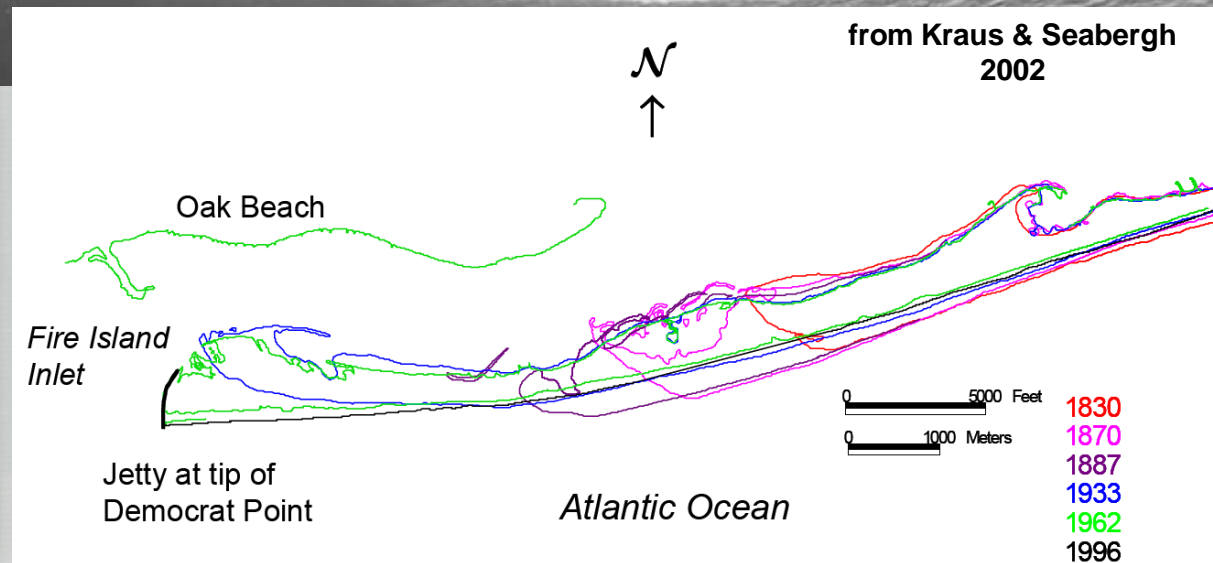 from Kraus & Seabergh
2002
N
Oak Beach
Fire Island
Inlet
0 5000 Feet
0 1000 Meters
1830
1870
1887
1933
1962
1996
Jetty at tip of
Democrat Point
Atlantic Ocean